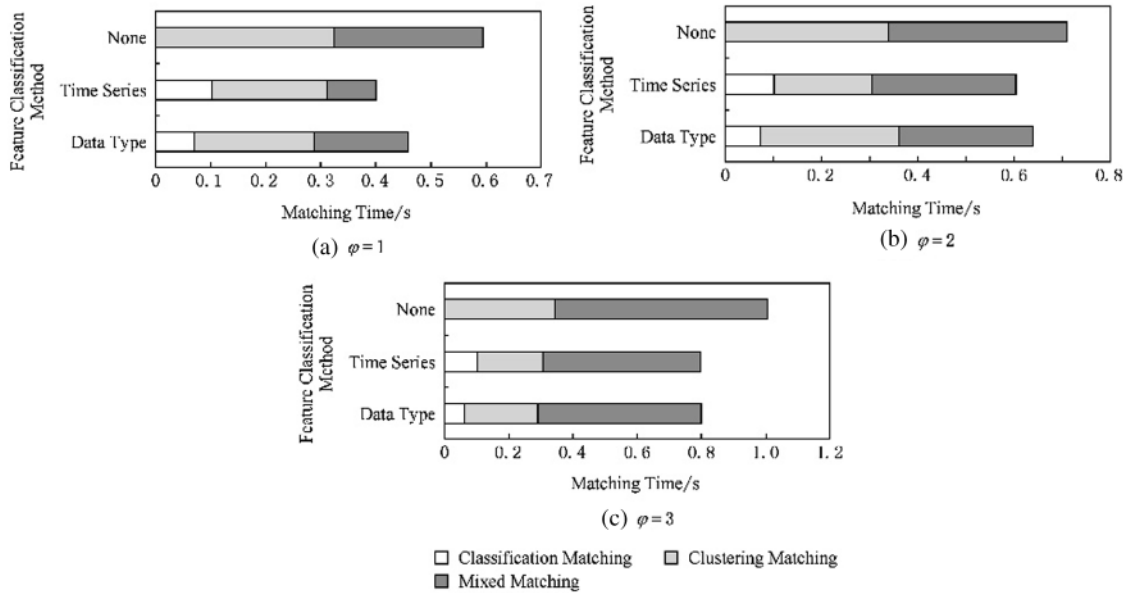 Feature Classification
Method
None
Time Series
Data Type
0 0.1 0.2 0.3 0.4 0.5 0.6 0.7
Matching Time/s
(a) φ=1
Feature Classification
Method
None
Time Series
Data Type
0 0.2 0.4 0.6 0.8
Matching Time/s
(b) φ=2
Feature Classification
Method
None
Time Series
Data Type
0 0.2 0.4 0.6 0.8 1.0 1.2
Matching Time/s
(c) φ=3
Classification Matching Clustering Matching
Mixed Matching